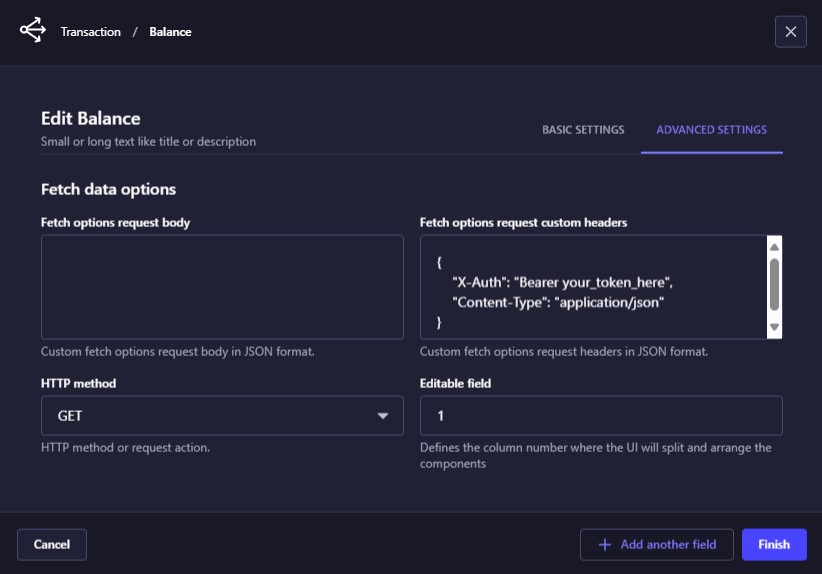 Transaction / Balance
Edit Balance
Small or long text like title or description
BASIC SETTINGS
ADVANCED SETTINGS
Fetch data options
Fetch options request body
Custom fetch options request body in JSON format.
Fetch options request custom headers
{
"X-Auth": "Bearer your_token_here",
"Content-Type": "application/json"
}
Custom fetch options request headers in JSON format.
HTTP method
GET
HTTP method or request action.
Editable field
1
Defines the column number where the UI will split and arrange the
components
Cancel
Add another field
Finish